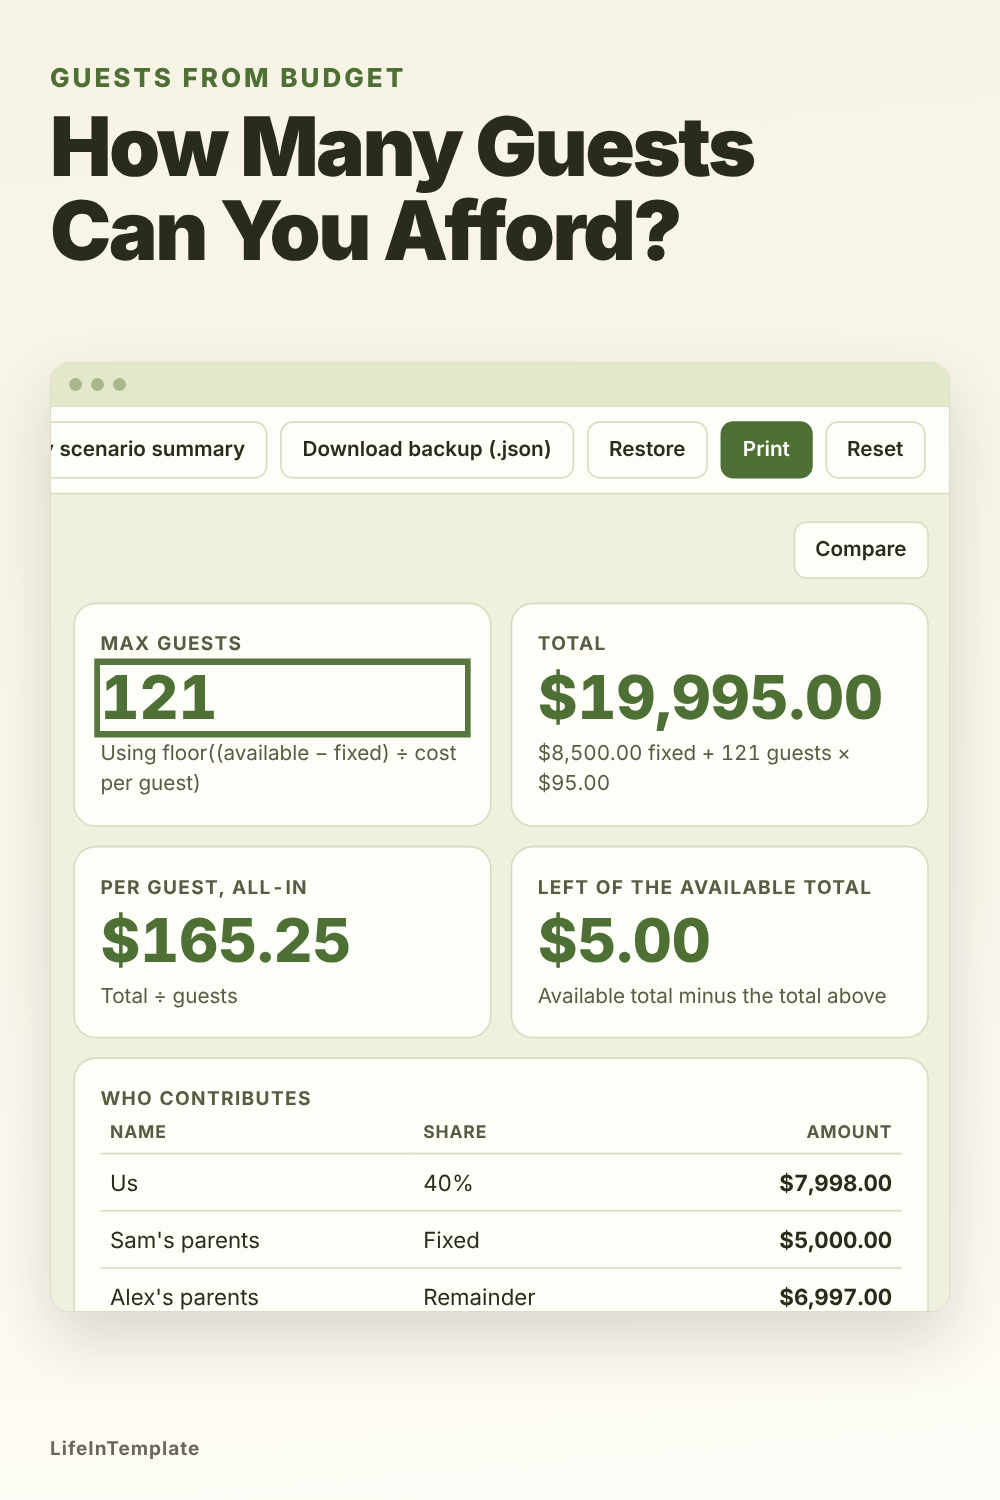 GUESTS FROM BUDGET
How Many Guests
Can You Afford?
scenario summary
Download backup (.json)
Restore
Print
Reset
Compare
MAX GUESTS
121
Using floor((available − fixed) ÷ cost
per guest)
TOTAL
$19,995.00
$8,500.00 fixed + 121 guests ×
$95.00
PER GUEST, ALL-IN
$165.25
Total ÷ guests
LEFT OF THE AVAILABLE TOTAL
$5.00
Available total minus the total above
WHO CONTRIBUTES
NAME SHARE AMOUNT
Us 40% $7,998.00
Sam's parents Fixed $5,000.00
Alex's parents Remainder $6,997.00
LifeInTemplate